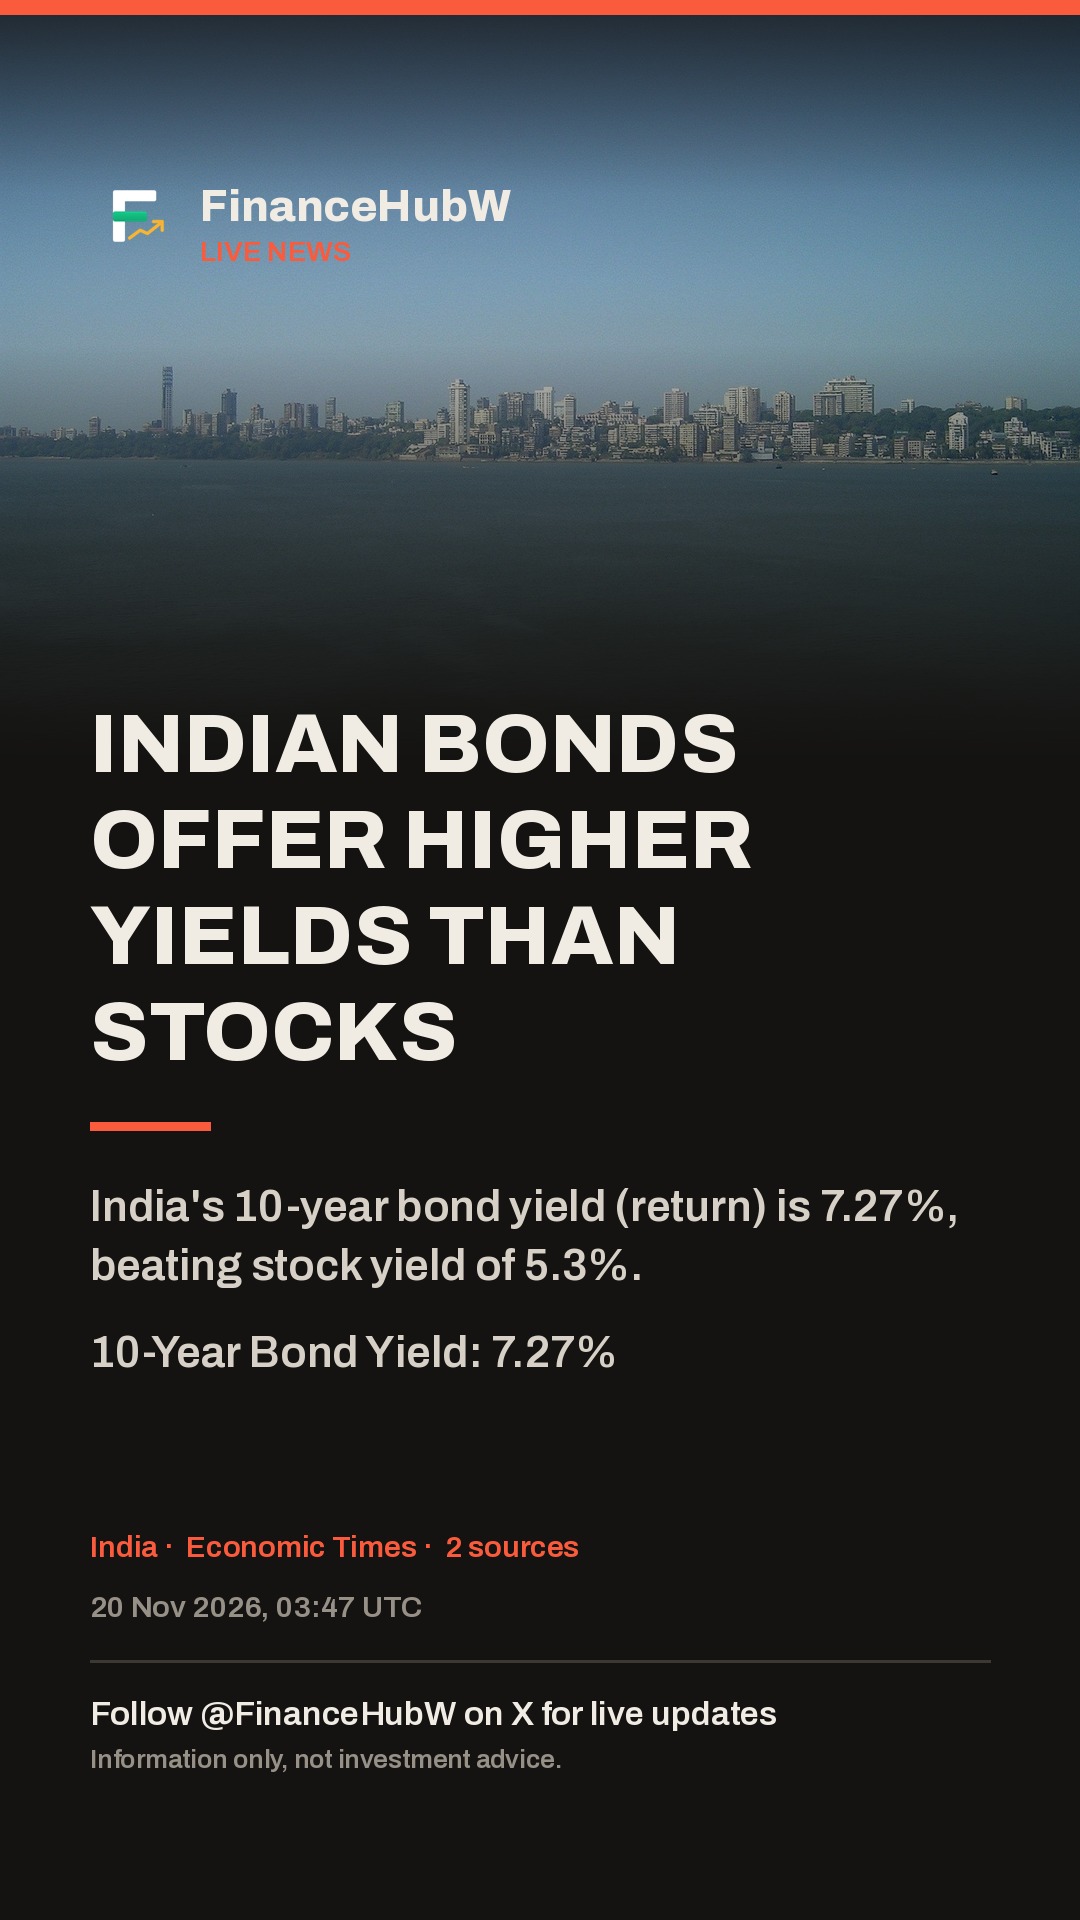 FinanceHubW
LIVE NEWS
INDIAN BONDS
OFFER HIGHER
YIELDS THAN
STOCKS
India's 10-year bond yield (return) is 7.27%,
beating stock yield of 5.3%.
10-Year Bond Yield: 7.27%
India · Economic Times · 2 sources
20 Nov 2026, 03:47 UTC
Follow @FinanceHubW on X for live updates
Information only, not investment advice.